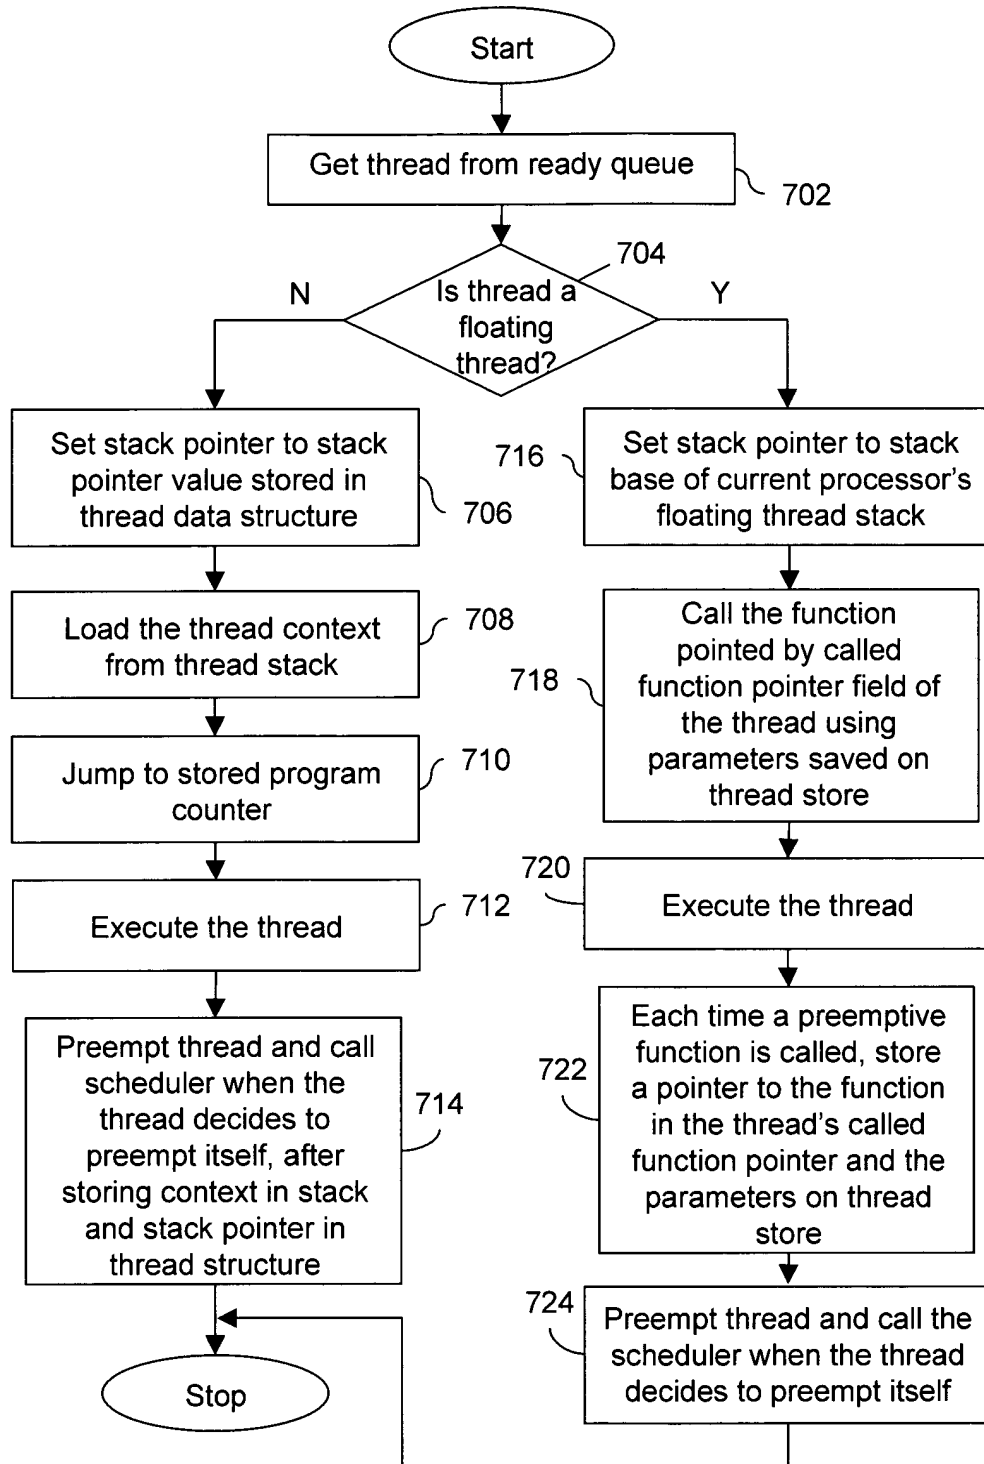 Start
Get thread from ready queue
702
704
Is thread a
floating
thread?
N
Y
Set stack pointer to stack
pointer value stored in
thread data structure
706
Load the thread context
from thread stack
708
Jump to stored program
counter
710
Execute the thread
712
Preempt thread and call
scheduler when the
thread decides to
preempt itself, after
storing context in stack
and stack pointer in
thread structure
714
Stop
716
Set stack pointer to stack
base of current processor's
floating thread stack
718
Call the function
pointed by called
function pointer field of
the thread using
parameters saved on
thread store
720
Execute the thread
722
Each time a preemptive
function is called, store
a pointer to the function
in the thread's called
function pointer and the
parameters on thread
store
724
Preempt thread and call the
scheduler when the thread
decides to preempt itself